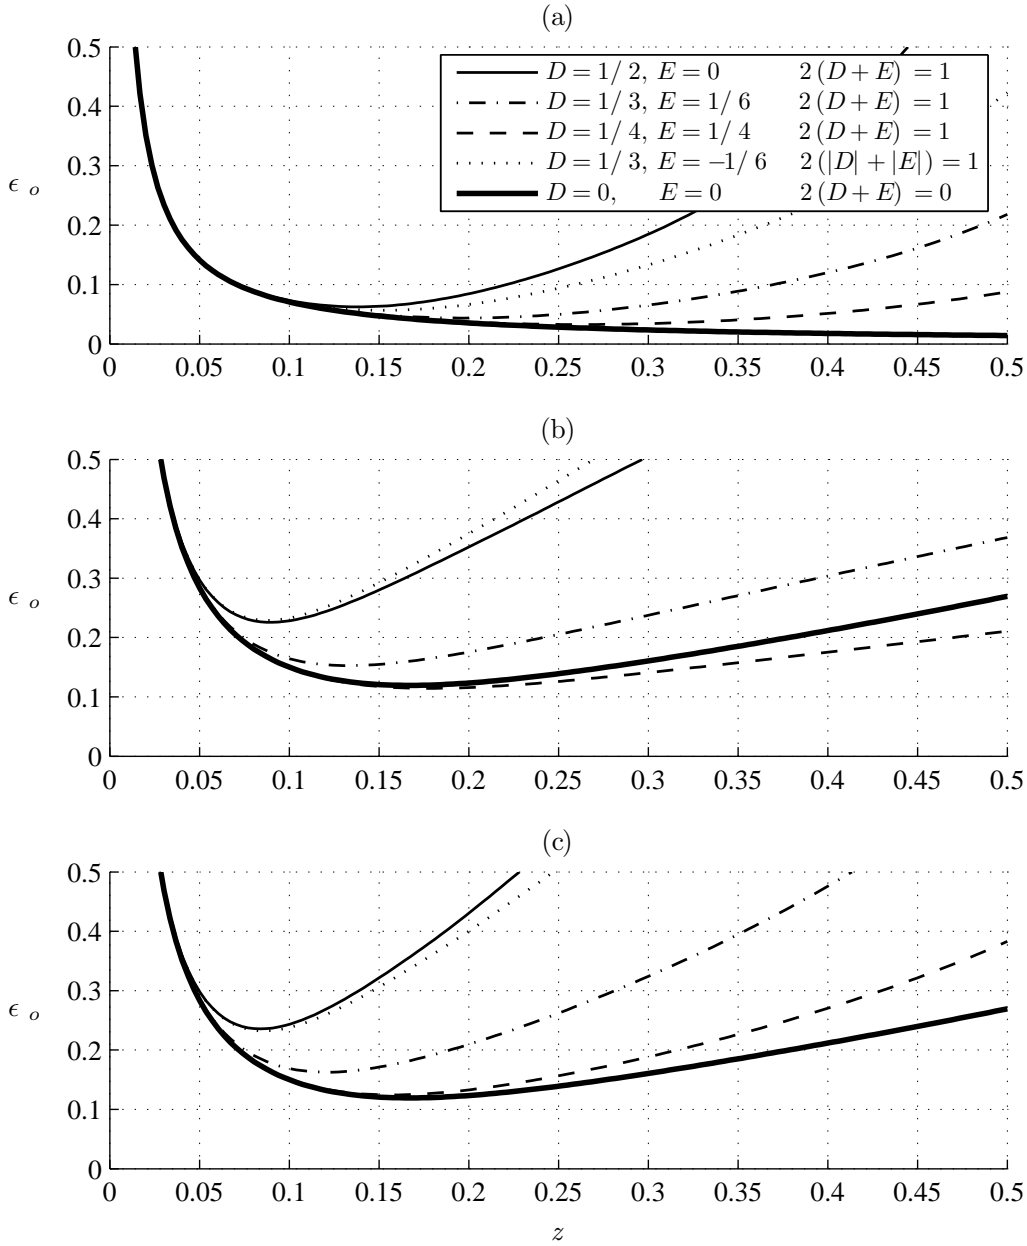 (a)
0.5
0.4
0.3
0.2
0.1
0
ϵ o
D = 1/ 2, E = 0 2 (D + E) = 1
D = 1/ 3, E = 1/ 6 2 (D + E) = 1
D = 1/ 4, E = 1/ 4 2 (D + E) = 1
D = 1/ 3, E = −1/ 6 2 (|D| + |E|) = 1
D = 0, E = 0 2 (D + E) = 0
0 0.05 0.1 0.15 0.2 0.25 0.3 0.35 0.4 0.45 0.5
(b)
0.5
0.4
0.3
0.2
0.1
0
ϵ o
0 0.05 0.1 0.15 0.2 0.25 0.3 0.35 0.4 0.45 0.5
(c)
0.5
0.4
0.3
0.2
0.1
0
ϵ o
0 0.05 0.1 0.15 0.2 0.25 0.3 0.35 0.4 0.45 0.5
z